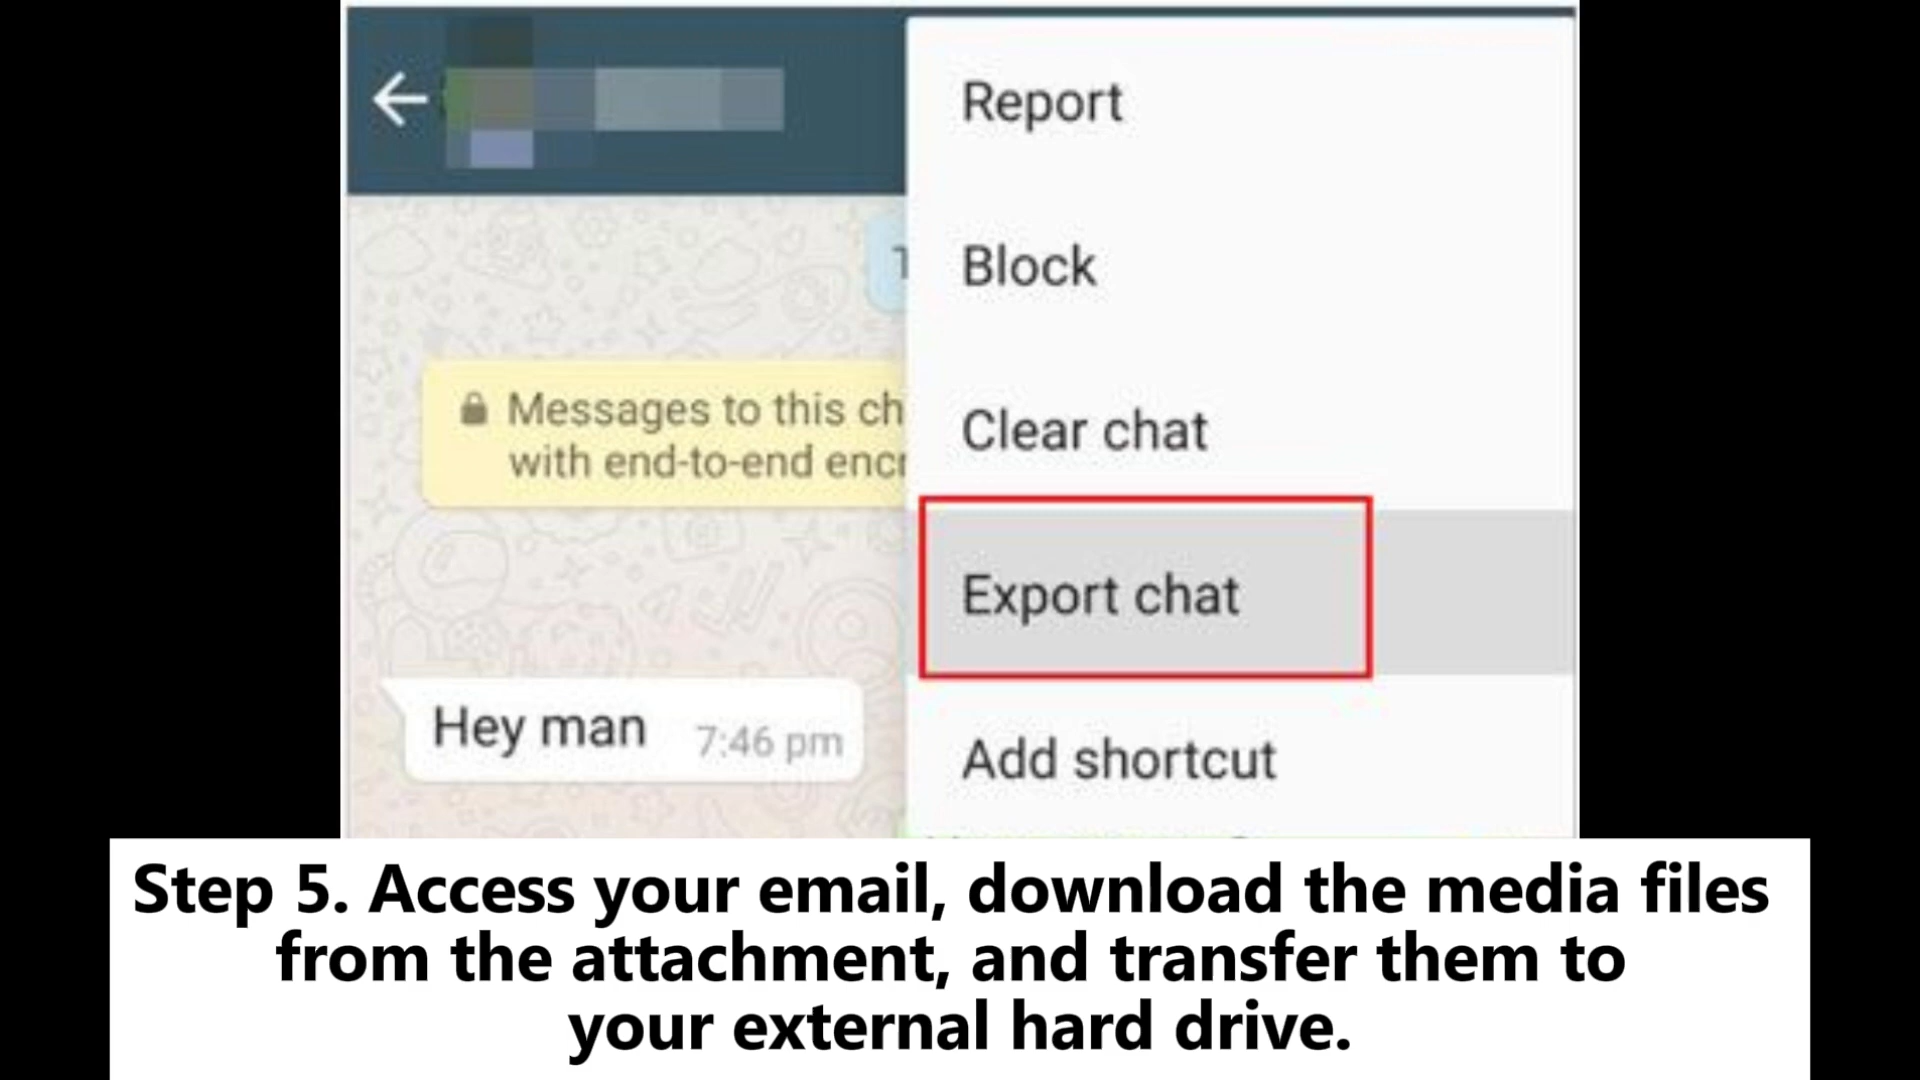 Report
Block
Messages to this ch
with end-to-end encr
Clear chat
Export chat
Hey man 7:46 pm
Add shortcut
Step 5. Access your email, download the media files
from the attachment, and transfer them to
your external hard drive.